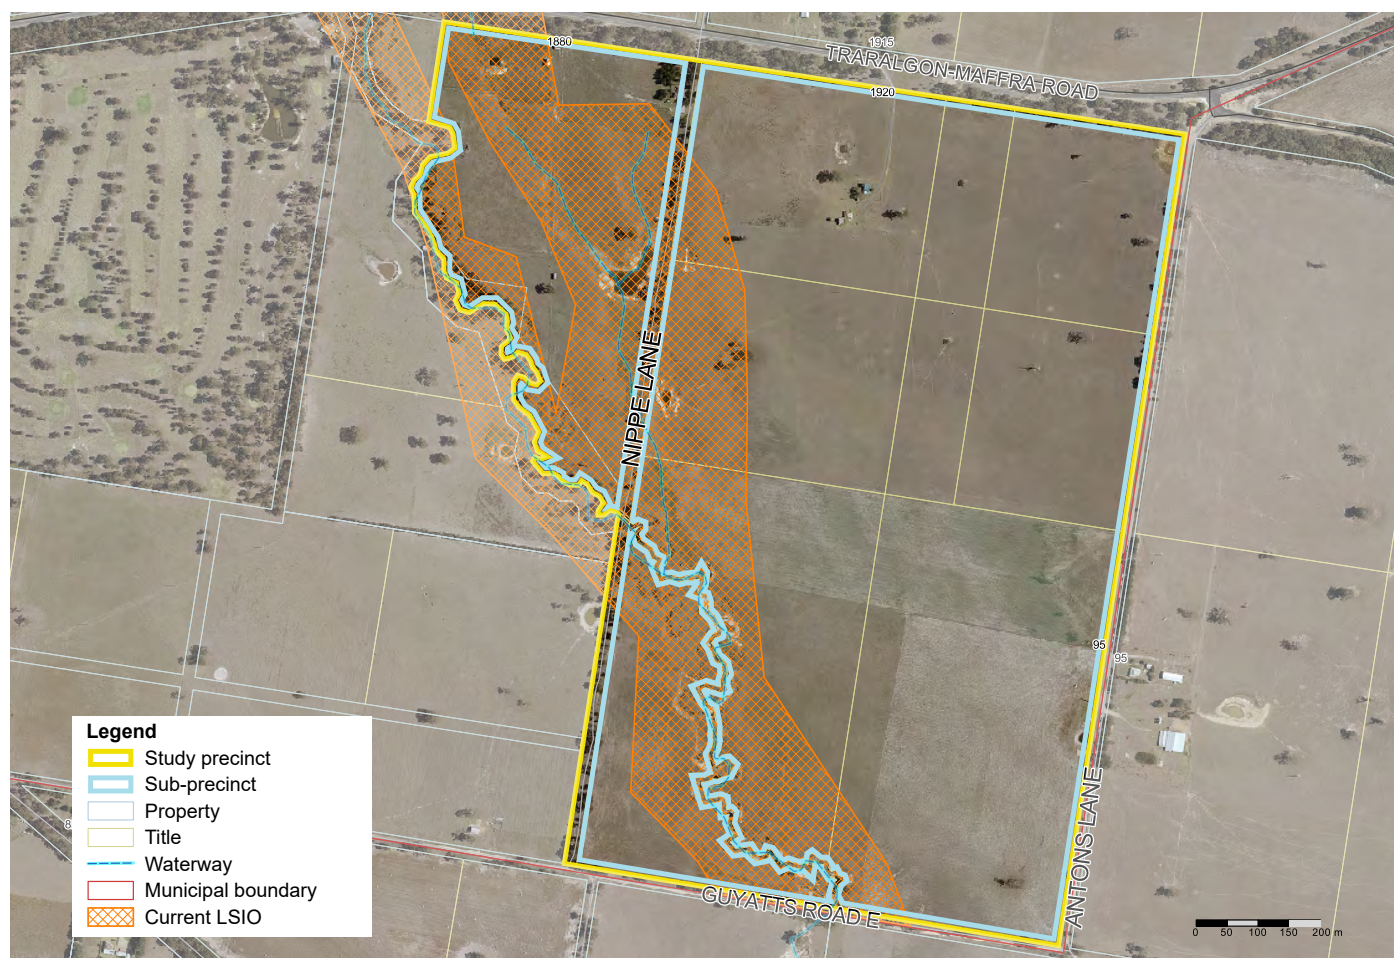 1880
1915
TRARALGON-MAFFRA ROAD
1920
NIPPE LANE
95
95
ANTONS LANE
GUYATTS ROAD E
Legend
Study precinct
Sub-precinct
Property
Title
Waterway
Municipal boundary
Current LSIO
0 50 100 150 200 m